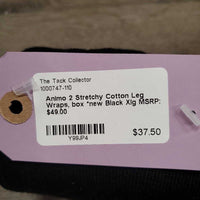 The Tack Collector
1000747-110
Animo 2 Stretchy Cotton Leg
Wraps, box *new Black Xlg MSRP:
$49.00
$37.50
Y99JP4